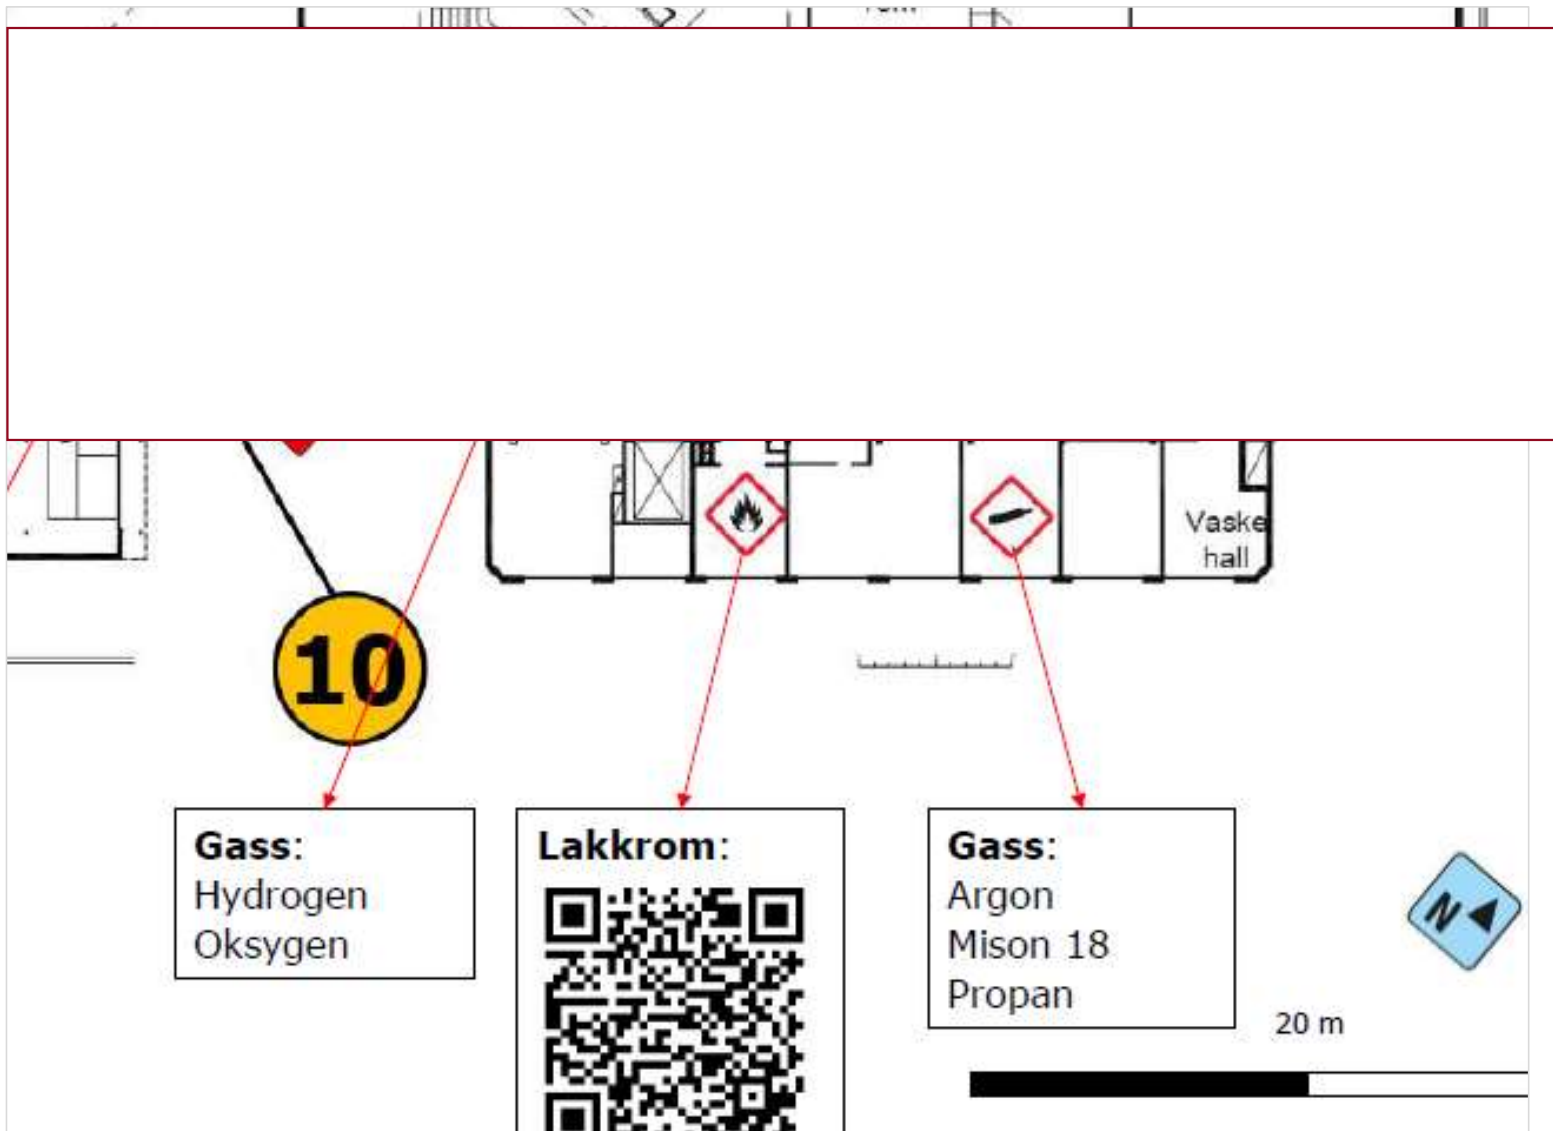 Vaske
hall
10
Gass:
Hydrogen
Oksygen
Lakkrom:
Gass:
Argon
Mison 18
Propan
N
20 m